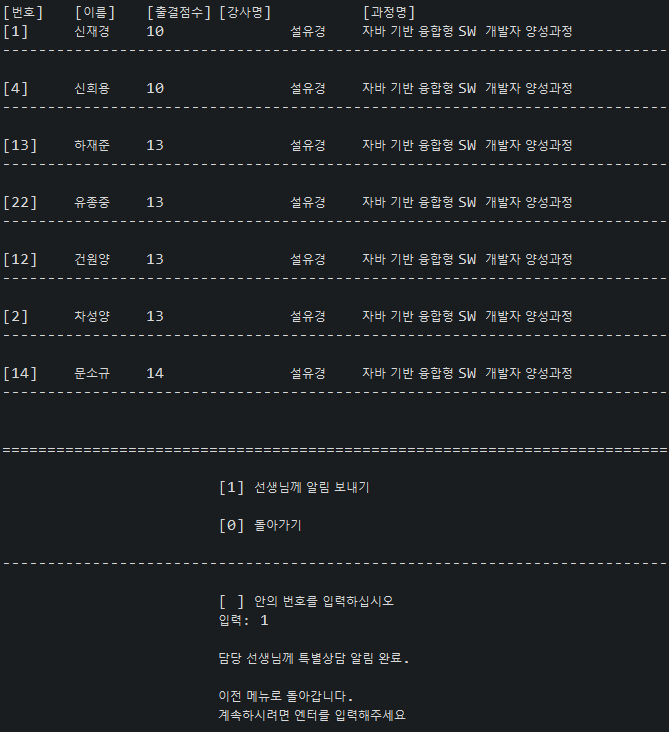 [번호] [이름] [출결점수] [강사명] [과정명]
[1] 신재경 10 설유경 자바 기반 융합형 SW 개발자 양성과정
--------------------------------------------------------------------------
[4] 신희용 10 설유경 자바 기반 융합형 SW 개발자 양성과정
--------------------------------------------------------------------------
[13] 하재준 13 설유경 자바 기반 융합형 SW 개발자 양성과정
--------------------------------------------------------------------------
[22] 유종중 13 설유경 자바 기반 융합형 SW 개발자 양성과정
--------------------------------------------------------------------------
[12] 건원양 13 설유경 자바 기반 융합형 SW 개발자 양성과정
--------------------------------------------------------------------------
[2] 차성양 13 설유경 자바 기반 융합형 SW 개발자 양성과정
--------------------------------------------------------------------------
[14] 문소규 14 설유경 자바 기반 융합형 SW 개발자 양성과정
--------------------------------------------------------------------------
==========================================================================
[1] 선생님께 알림 보내기
[0] 돌아가기
--------------------------------------------------------------------------
[ ] 안의 번호를 입력하십시오
입력: 1
담당 선생님께 특별상담 알림 완료.
이전 메뉴로 돌아갑니다.
계속하시려면 엔터를 입력해주세요